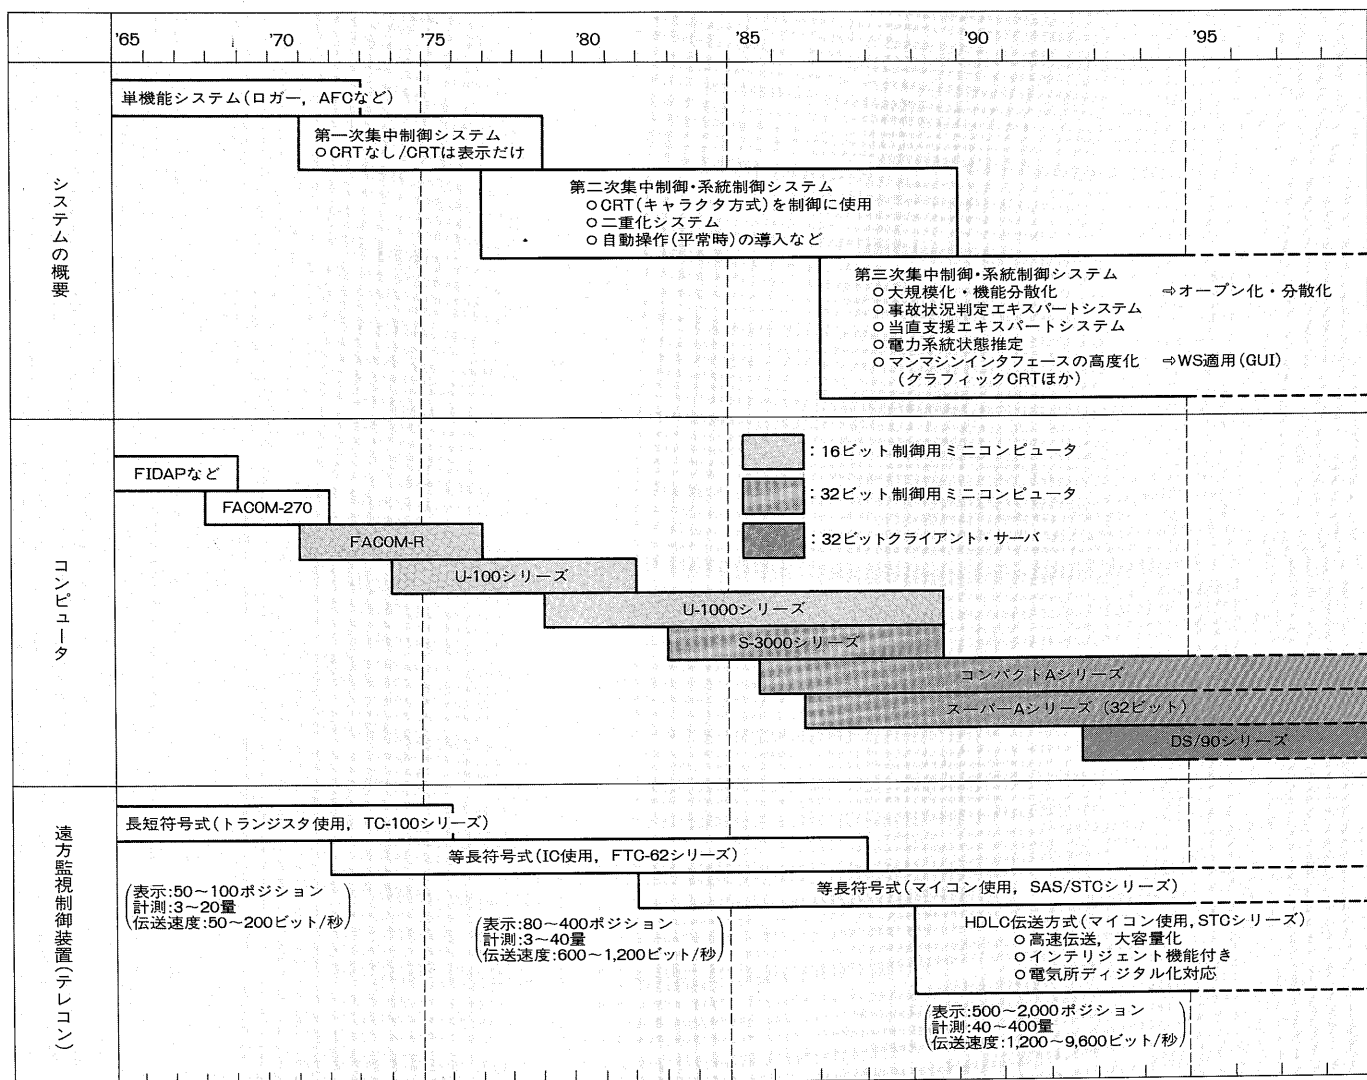 '65
'70
'75
'80
'85
'90
'95
システムの概要
単機能システム(ロガー，AFCなど)
第一次集中制御システム
○CRTなし/CRTは表示だけ
第二次集中制御・系統制御システム
○CRT(キャラクタ方式)を制御に使用
○二重化システム
○自動操作(平常時)の導入など
第三次集中制御・系統制御システム
○大規模化・機能分散化 ⇨オープン化・分散化
○事故状況判定エキスパートシステム
○当直支援エキスパートシステム
○電力系統状態推定
○マンマシンインタフェースの高度化 ⇨WS適用(GUI)
(グラフィックCRTほか)
コンピュータ
：16ビット制御用ミニコンピュータ
：32ビット制御用ミニコンピュータ
：32ビットクライアント・サーバ
FIDAPなど
FACOM-270
FACOM-R
U-100シリーズ
U-1000シリーズ
S-3000シリーズ
コンパクトAシリーズ
スーパーAシリーズ (32ビット)
DS/90シリーズ
遠方監視制御装置(テレコン)
長短符号式(トランジスタ使用，TC-100シリーズ)
等長符号式(IC使用，FTC-62シリーズ)
等長符号式(マイコン使用，SAS/STCシリーズ)
(表示:50～100ポジション
計測:3～20量
伝送速度:50～200ビット/秒)
(表示:80～400ポジション
計測:3～40量
伝送速度:600～1,200ビット/秒)
HDLC伝送方式(マイコン使用，STCシリーズ)
○高速伝送，大容量化
○インテリジェント機能付き
○電気所ディジタル化対応
(表示:500～2,000ポジション
計測:40～400量
伝送速度:1,200～9,600ビット/秒)